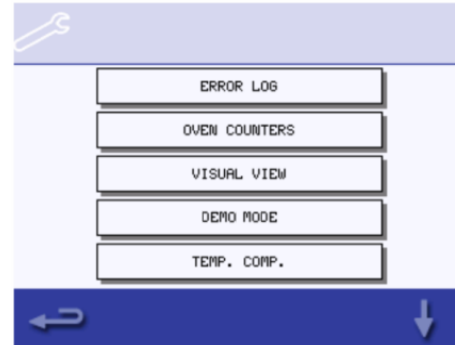 ERROR LOG
OVEN COUNTERS
VISUAL VIEW
DEMO MODE
TEMP. COMP.